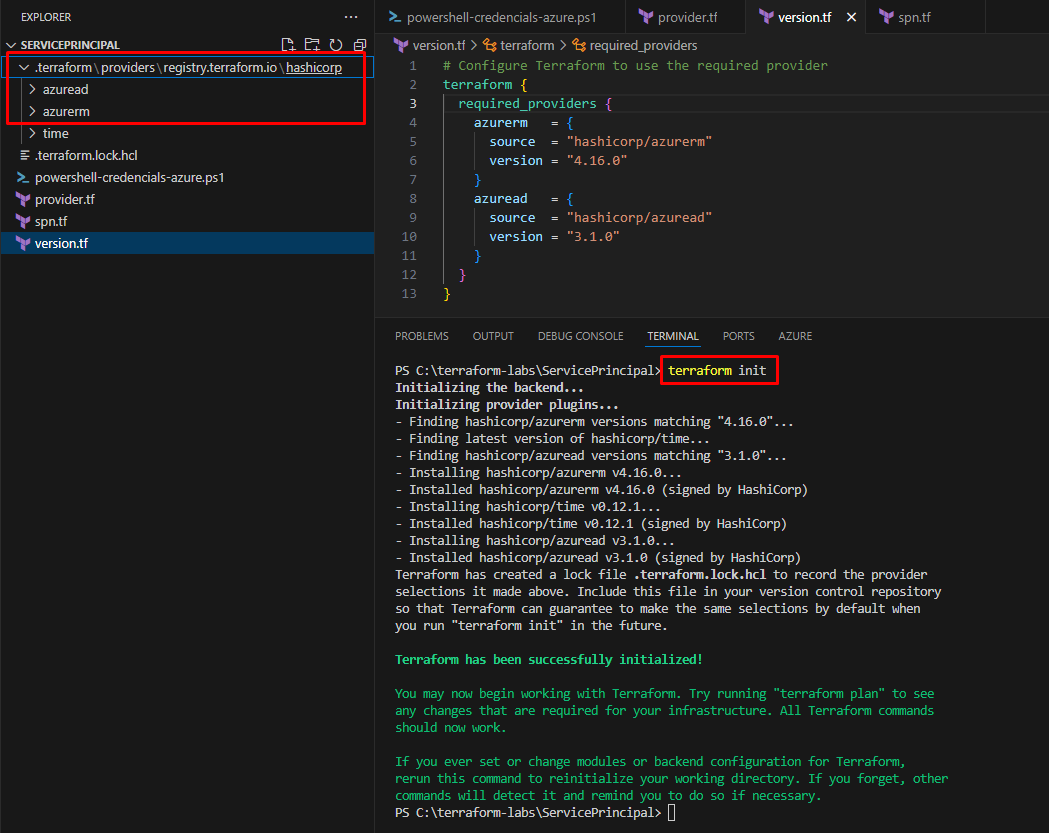 EXPLORER
...
SERVICEPRINCIPAL
.terraform\providers\registry.terraform.io\hashicorp
azuread
azurerm
time
.terraform.lock.hcl
powershell-credencials-azure.ps1
provider.tf
spn.tf
version.tf
powershell-credencials-azure.ps1
provider.tf
version.tf
spn.tf
version.tf > terraform > required_providers
1 # Configure Terraform to use the required provider
2 terraform {
3 required_providers {
4 azurerm = {
5 source = "hashicorp/azurerm"
6 version = "4.16.0"
7 }
8 azuread = {
9 source = "hashicorp/azuread"
10 version = "3.1.0"
11 }
12 }
13 }
PROBLEMS OUTPUT DEBUG CONSOLE TERMINAL PORTS AZURE
PS C:\terraform-labs\ServicePrincipal> terraform init
Initializing the backend...
Initializing provider plugins...
- Finding hashicorp/azurerm versions matching "4.16.0"...
- Finding latest version of hashicorp/time...
- Finding hashicorp/azuread versions matching "3.1.0"...
- Installing hashicorp/azurerm v4.16.0...
- Installed hashicorp/azurerm v4.16.0 (signed by HashiCorp)
- Installing hashicorp/time v0.12.1...
- Installed hashicorp/time v0.12.1 (signed by HashiCorp)
- Installing hashicorp/azuread v3.1.0...
- Installed hashicorp/azuread v3.1.0 (signed by HashiCorp)
Terraform has created a lock file .terraform.lock.hcl to record the provider
selections it made above. Include this file in your version control repository
so that Terraform can guarantee to make the same selections by default when
you run "terraform init" in the future.
Terraform has been successfully initialized!
You may now begin working with Terraform. Try running "terraform plan" to see
any changes that are required for your infrastructure. All Terraform commands
should now work.
If you ever set or change modules or backend configuration for Terraform,
rerun this command to reinitialize your working directory. If you forget, other
commands will detect it and remind you to do so if necessary.
PS C:\terraform-labs\ServicePrincipal>